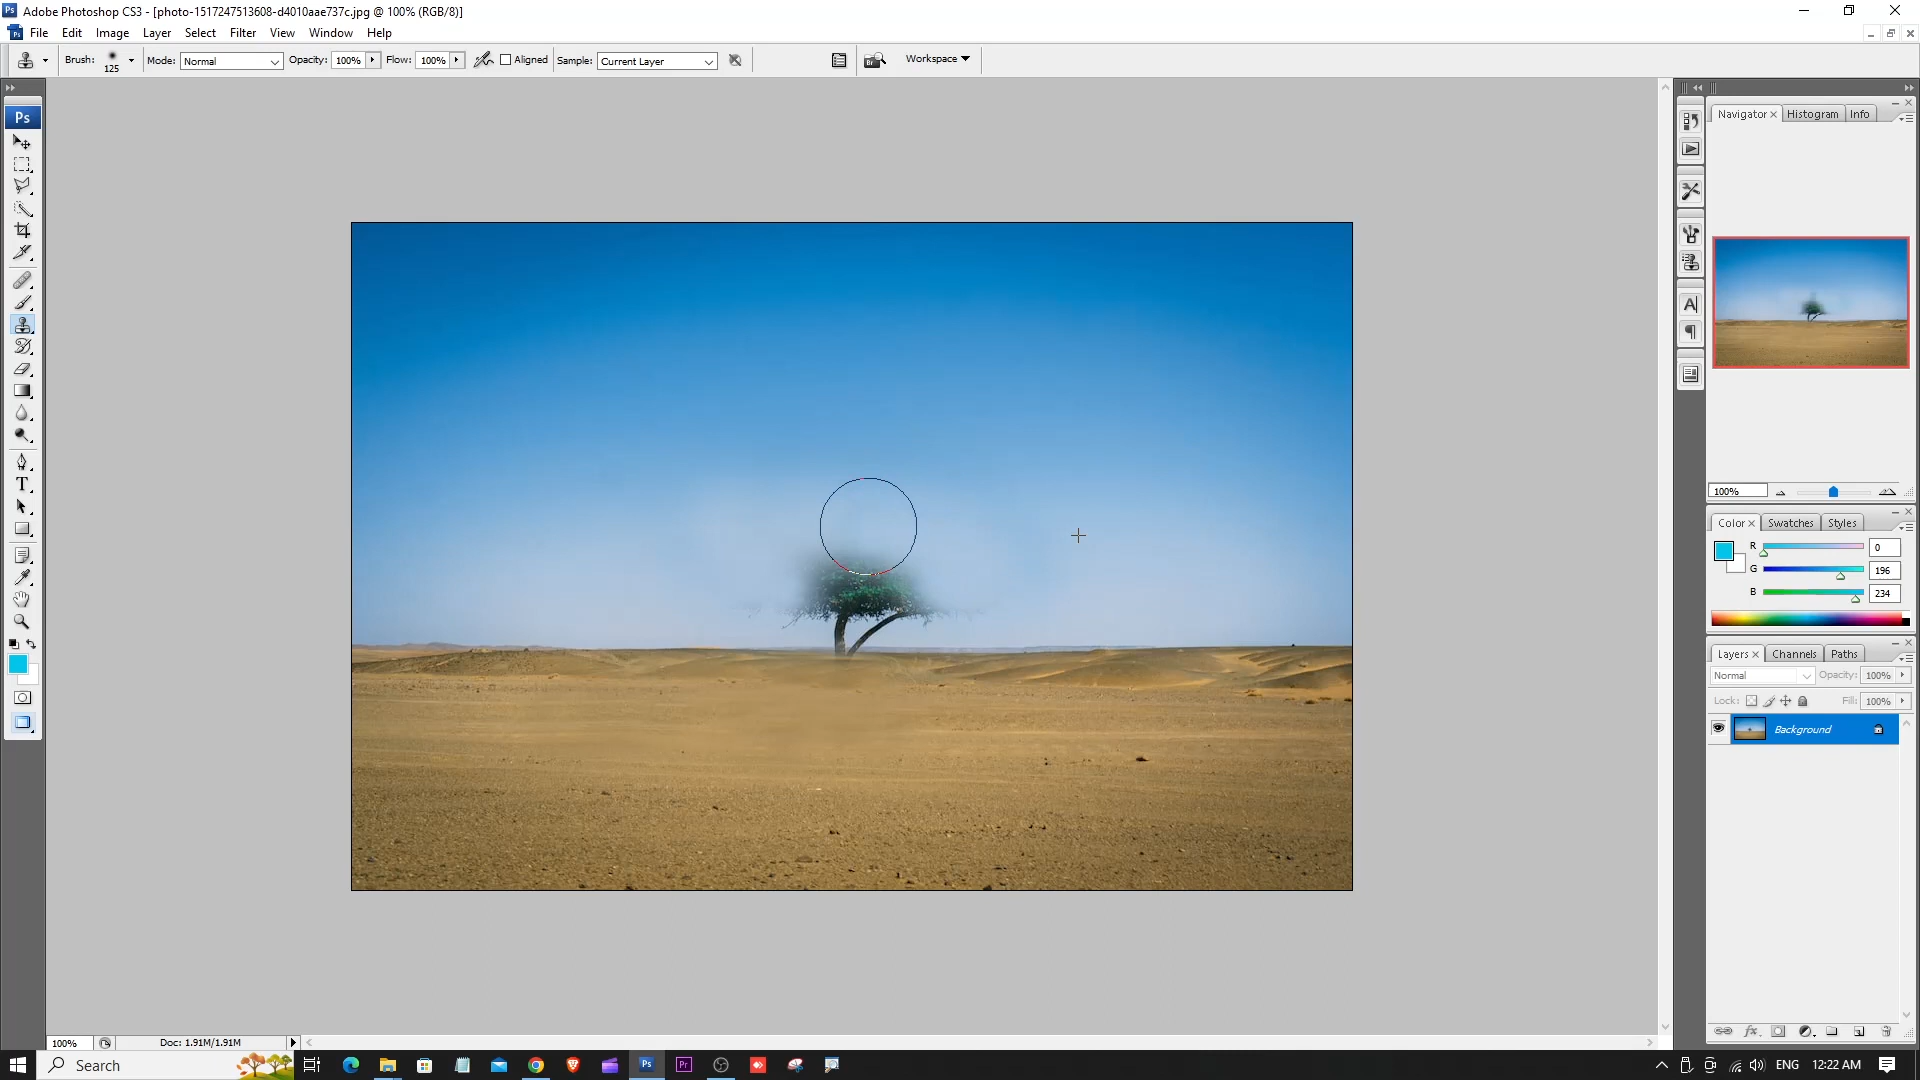 Adobe Photoshop CS3 - [photo-1517247513608-d4010aae737c.jpg @ 100% (RGB/8)]
File Edit Image Layer Select Filter View Window Help
Brush: 125 Mode: Normal Opacity: 100% Flow: 100% Aligned Sample: Current Layer Workspace
Ps
Navigator Histogram Info
100%
Color Swatches Styles
R 0
G 196
B 234
Layers Channels Paths
Normal Opacity: 100%
Lock: Fill: 100%
Background
100% Doc: 1.91M/1.91M
Search Ps Pr ENG 12:22 AM